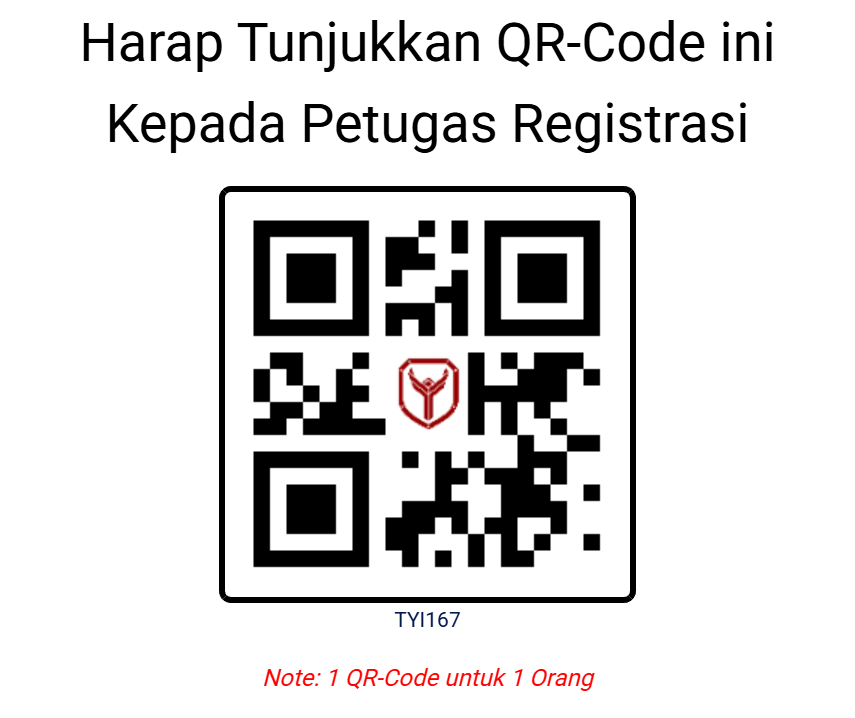 Harap Tunjukkan QR-Code ini
Kepada Petugas Registrasi
TYI167
Note: 1 QR-Code untuk 1 Orang